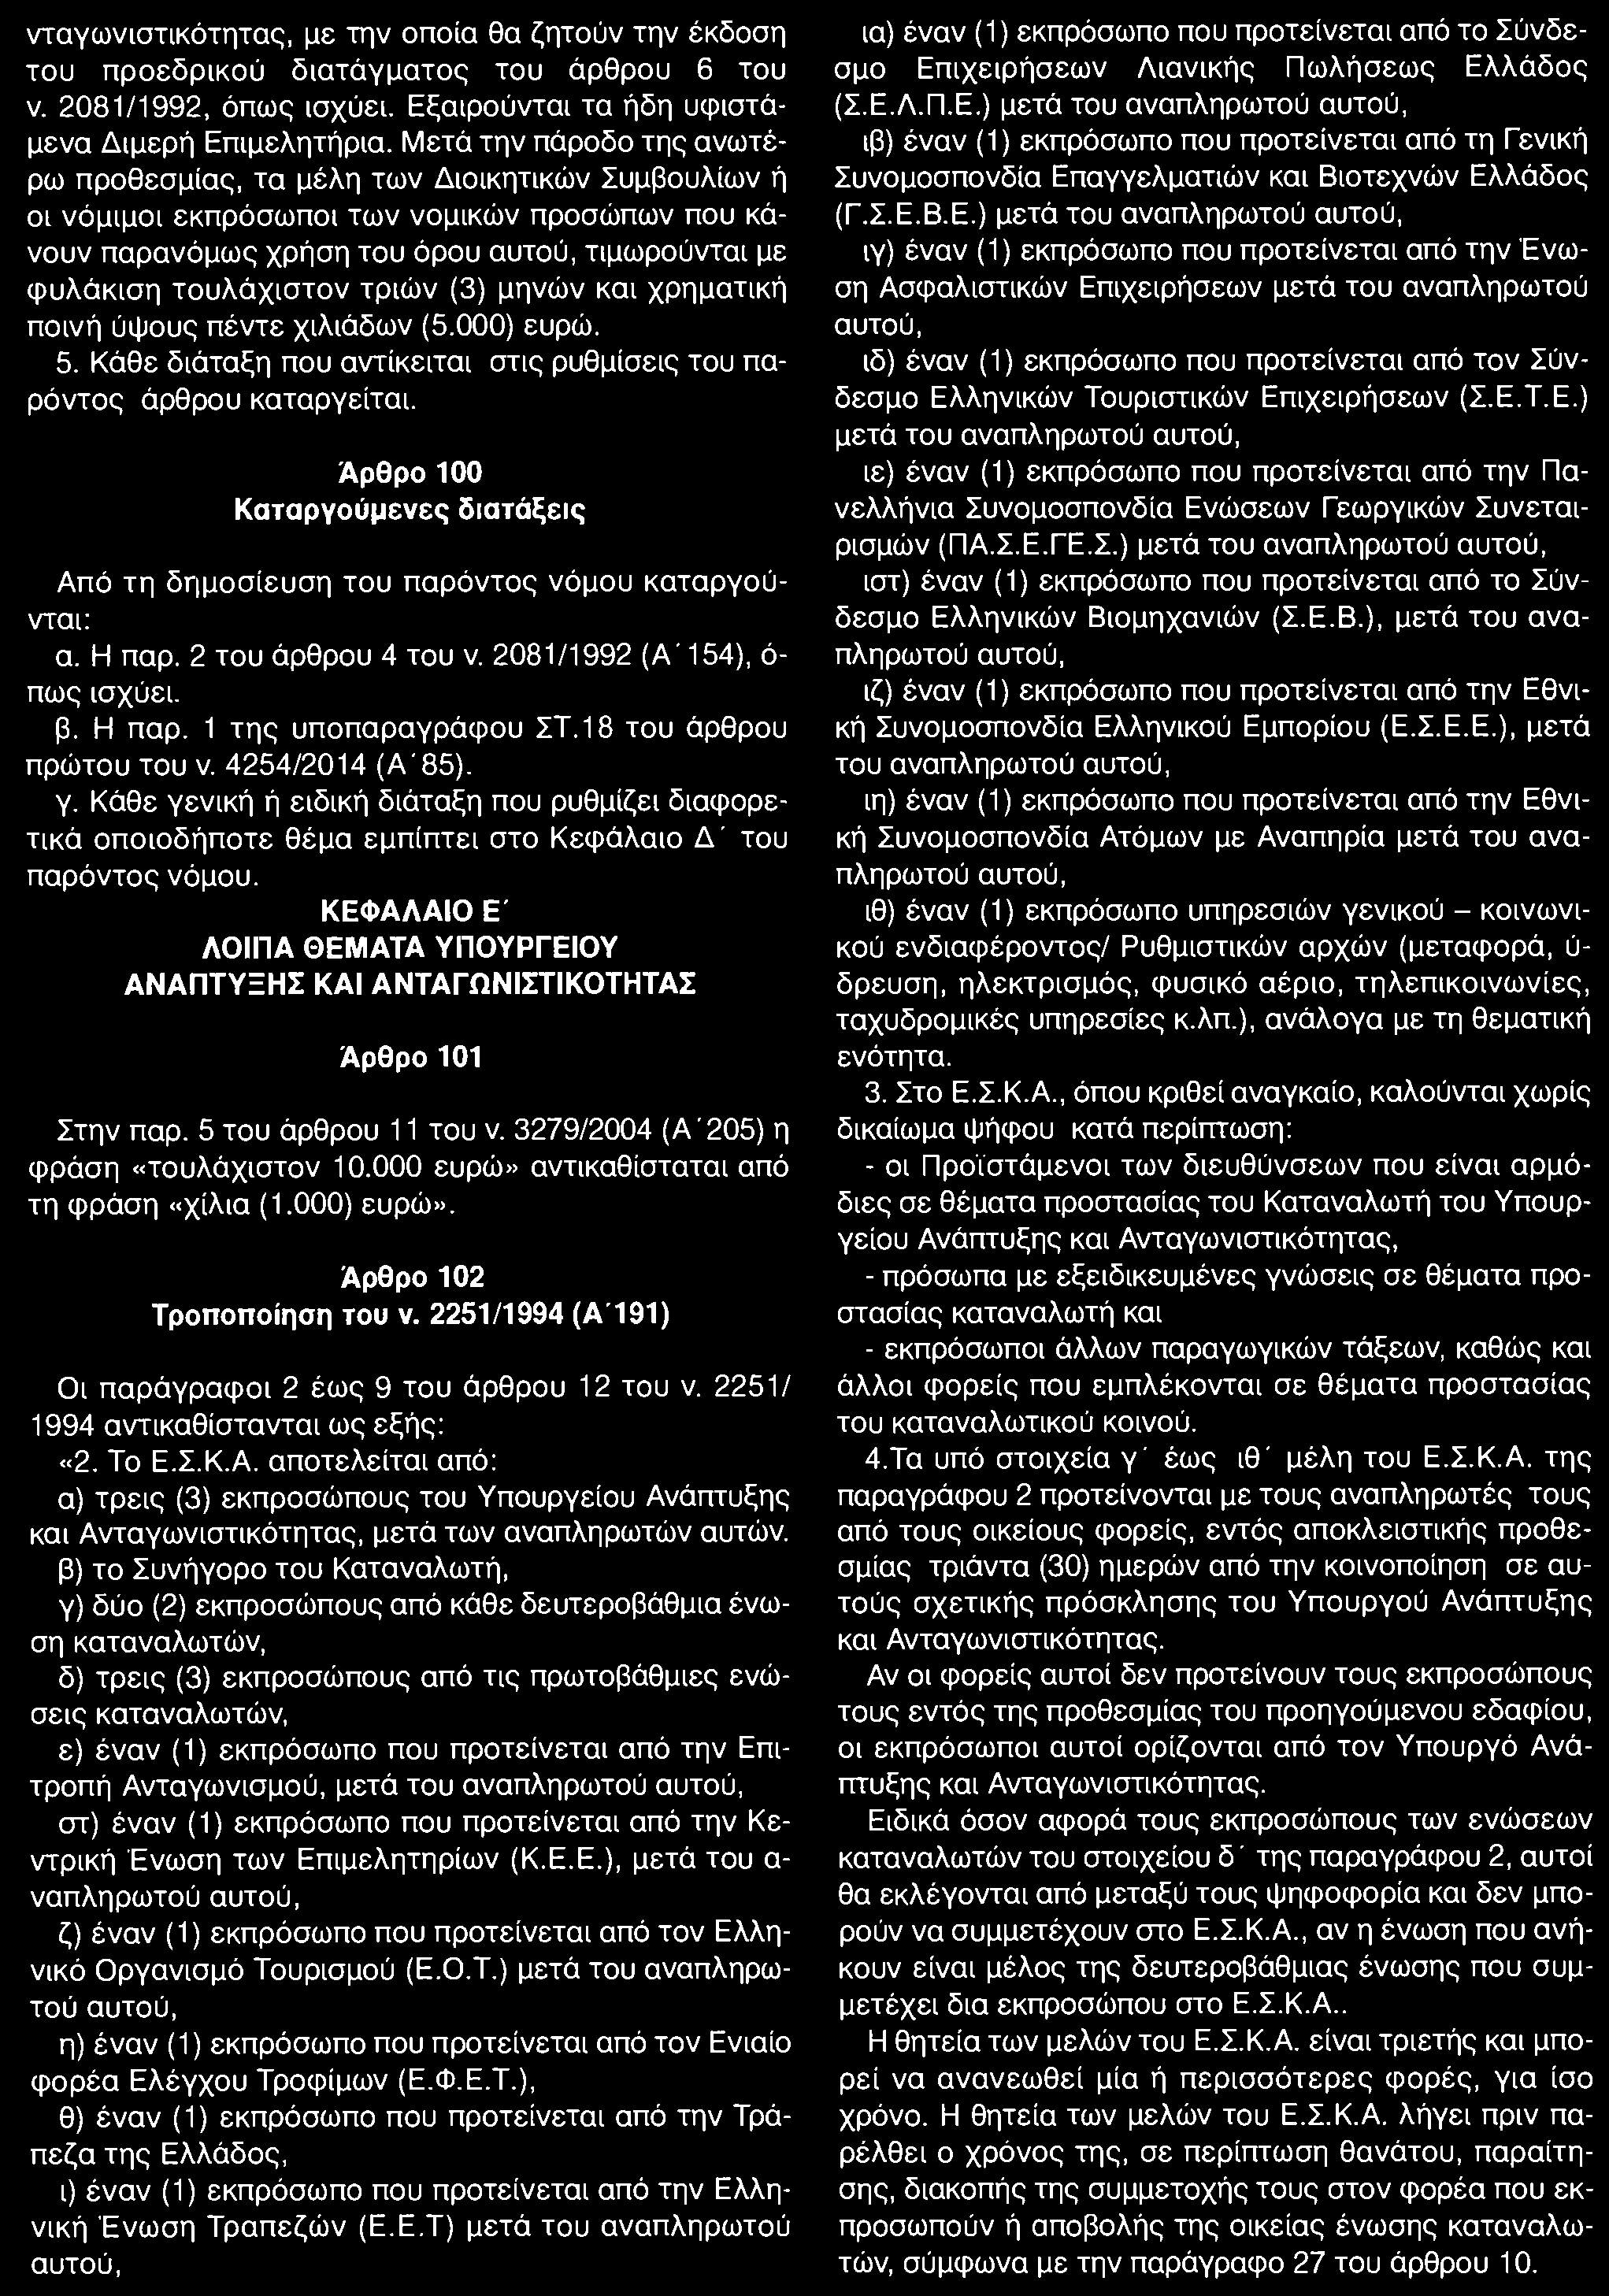 νταγωνιστικότητας, με την οποία θα ζητούν την έκδοση
του προεδρικού διατάγματος του άρθρου 6 του
ν. 2081/1992, όπως ισχύει. Εξαιρούνται τα ήδη υφιστά-
μενα Διμερή Επιμελητήρια. Μετά την πάροδο της ανωτέ-
ρω προθεσμίας, τα μέλη των Διοικητικών Συμβουλίων ή
οι νόμιμοι εκπρόσωποι των νομικών προσώπων που κά-
νουν παρανόμως χρήση του όρου αυτού, τιμωρούνται με
φυλάκιση τουλάχιστον τριών (3) μηνών και χρηματική
ποινή ύψους πέντε χιλιάδων (5.000) ευρώ.
5. Κάθε διάταξη που αντίκειται στις ρυθμίσεις του πα-
ρόντος άρθρου καταργείται.
Άρθρο 100
Καταργούμενες διατάξεις
Από τη δημοσίευση του παρόντος νόμου καταργού-
νται:
α. Η παρ. 2 του άρθρου 4 του ν. 2081/1992 (Α΄154), ό-
πως ισχύει.
β. Η παρ. 1 της υποπαραγράφου ΣΤ.18 του άρθρου
πρώτου του ν. 4254/2014 (Α΄85).
γ. Κάθε γενική ή ειδική διάταξη που ρυθμίζει διαφορε-
τικά οποιοδήποτε θέμα εμπίπτει στο Κεφάλαιο Δ΄ του
παρόντος νόμου.
ΚΕΦΑΛΑΙΟ Ε΄
ΛΟΙΠΑ ΘΕΜΑΤΑ ΥΠΟΥΡΓΕΙΟΥ
ΑΝΑΠΤΥΞΗΣ ΚΑΙ ΑΝΤΑΓΩΝΙΣΤΙΚΟΤΗΤΑΣ
Άρθρο 101
Στην παρ. 5 του άρθρου 11 του ν. 3279/2004 (Α΄205) η
φράση «τουλάχιστον 10.000 ευρώ» αντικαθίσταται από
τη φράση «χίλια (1.000) ευρώ».
Άρθρο 102
Τροποποίηση του ν. 2251/1994 (Α΄191)
Οι παράγραφοι 2 έως 9 του άρθρου 12 του ν. 2251/
1994 αντικαθίστανται ως εξής:
«2. Το Ε.Σ.Κ.Α. αποτελείται από:
α) τρεις (3) εκπροσώπους του Υπουργείου Ανάπτυξης
και Ανταγωνιστικότητας, μετά των αναπληρωτών αυτών.
β) το Συνήγορο του Καταναλωτή,
γ) δύο (2) εκπροσώπους από κάθε δευτεροβάθμια ένω-
ση καταναλωτών,
δ) τρεις (3) εκπροσώπους από τις πρωτοβάθμιες ενώ-
σεις καταναλωτών,
ε) έναν (1) εκπρόσωπο που προτείνεται από την Επι-
τροπή Ανταγωνισμού, μετά του αναπληρωτού αυτού,
στ) έναν (1) εκπρόσωπο που προτείνεται από την Κε-
ντρική Ένωση των Επιμελητηρίων (Κ.Ε.Ε.), μετά του α-
ναπληρωτού αυτού,
ζ) έναν (1) εκπρόσωπο που προτείνεται από τον Ελλη-
νικό Οργανισμό Τουρισμού (Ε.Ο.Τ.) μετά του αναπληρω-
τού αυτού,
η) έναν (1) εκπρόσωπο που προτείνεται από τον Ενιαίο
φορέα Ελέγχου Τροφίμων (Ε.Φ.Ε.Τ.),
θ) έναν (1) εκπρόσωπο που προτείνεται από την Τρά-
πεζα της Ελλάδος,
ι) έναν (1) εκπρόσωπο που προτείνεται από την Ελλη-
νική Ένωση Τραπεζών (Ε.Ε.Τ) μετά του αναπληρωτού
αυτού,
ια) έναν (1) εκπρόσωπο που προτείνεται από το Σύνδε-
σμο Επιχειρήσεων Λιανικής Πωλήσεως Ελλάδος
(Σ.Ε.Λ.Π.Ε.) μετά του αναπληρωτού αυτού,
ιβ) έναν (1) εκπρόσωπο που προτείνεται από τη Γενική
Συνομοσπονδία Επαγγελματιών και Βιοτεχνών Ελλάδος
(Γ.Σ.Ε.Β.Ε.) μετά του αναπληρωτού αυτού,
ιγ) έναν (1) εκπρόσωπο που προτείνεται από την Ένω-
ση Ασφαλιστικών Επιχειρήσεων μετά του αναπληρωτού
αυτού,
ιδ) έναν (1) εκπρόσωπο που προτείνεται από τον Σύν-
δεσμο Ελληνικών Τουριστικών Επιχειρήσεων (Σ.Ε.Τ.Ε.)
μετά του αναπληρωτού αυτού,
ιε) έναν (1) εκπρόσωπο που προτείνεται από την Πα-
νελλήνια Συνομοσπονδία Ενώσεων Γεωργικών Συνεται-
ρισμών (ΠΑ.Σ.Ε.ΓΕ.Σ.) μετά του αναπληρωτού αυτού,
ιστ) έναν (1) εκπρόσωπο που προτείνεται από το Σύν-
δεσμο Ελληνικών Βιομηχανιών (Σ.Ε.Β.), μετά του ανα-
πληρωτού αυτού,
ιζ) έναν (1) εκπρόσωπο που προτείνεται από την Εθνι-
κή Συνομοσπονδία Ελληνικού Εμπορίου (Ε.Σ.Ε.Ε.), μετά
του αναπληρωτού αυτού,
ιη) έναν (1) εκπρόσωπο που προτείνεται από την Εθνι-
κή Συνομοσπονδία Ατόμων με Αναπηρία μετά του ανα-
πληρωτού αυτού,
ιθ) έναν (1) εκπρόσωπο υπηρεσιών γενικού – κοινωνι-
κού ενδιαφέροντος/ Ρυθμιστικών αρχών (μεταφορά, ύ-
δρευση, ηλεκτρισμός, φυσικό αέριο, τηλεπικοινωνίες,
ταχυδρομικές υπηρεσίες κ.λπ.), ανάλογα με τη θεματική
ενότητα.
3. Στο Ε.Σ.Κ.Α., όπου κριθεί αναγκαίο, καλούνται χωρίς
δικαίωμα ψήφου κατά περίπτωση:
- οι Προϊστάμενοι των διευθύνσεων που είναι αρμό-
διες σε θέματα προστασίας του Καταναλωτή του Υπουρ-
γείου Ανάπτυξης και Ανταγωνιστικότητας,
- πρόσωπα με εξειδικευμένες γνώσεις σε θέματα προ-
στασίας καταναλωτή και
- εκπρόσωποι άλλων παραγωγικών τάξεων, καθώς και
άλλοι φορείς που εμπλέκονται σε θέματα προστασίας
του καταναλωτικού κοινού.
4.Τα υπό στοιχεία γ΄ έως ιθ΄ μέλη του Ε.Σ.Κ.Α. της
παραγράφου 2 προτείνονται με τους αναπληρωτές τους
από τους οικείους φορείς, εντός αποκλειστικής προθε-
σμίας τριάντα (30) ημερών από την κοινοποίηση σε αυ-
τούς σχετικής πρόσκλησης του Υπουργού Ανάπτυξης
και Ανταγωνιστικότητας.
Αν οι φορείς αυτοί δεν προτείνουν τους εκπροσώπους
τους εντός της προθεσμίας του προηγούμενου εδαφίου,
οι εκπρόσωποι αυτοί ορίζονται από τον Υπουργό Ανά-
πτυξης και Ανταγωνιστικότητας.
Ειδικά όσον αφορά τους εκπροσώπους των ενώσεων
καταναλωτών του στοιχείου δ΄ της παραγράφου 2, αυτοί
θα εκλέγονται από μεταξύ τους ψηφοφορία και δεν μπο-
ρούν να συμμετέχουν στο Ε.Σ.Κ.Α., αν η ένωση που ανή-
κουν είναι μέλος της δευτεροβάθμιας ένωσης που συμ-
μετέχει δια εκπροσώπου στο Ε.Σ.Κ.Α..
Η θητεία των μελών του Ε.Σ.Κ.Α. είναι τριετής και μπο-
ρεί να ανανεωθεί μία ή περισσότερες φορές, για ίσο
χρόνο. Η θητεία των μελών του Ε.Σ.Κ.Α. λήγει πριν πα-
ρέλθει ο χρόνος της, σε περίπτωση θανάτου, παραίτη-
σης, διακοπής της συμμετοχής τους στον φορέα που εκ-
προσωπούν ή αποβολής της οικείας ένωσης καταναλω-
τών, σύμφωνα με την παράγραφο 27 του άρθρου 10.